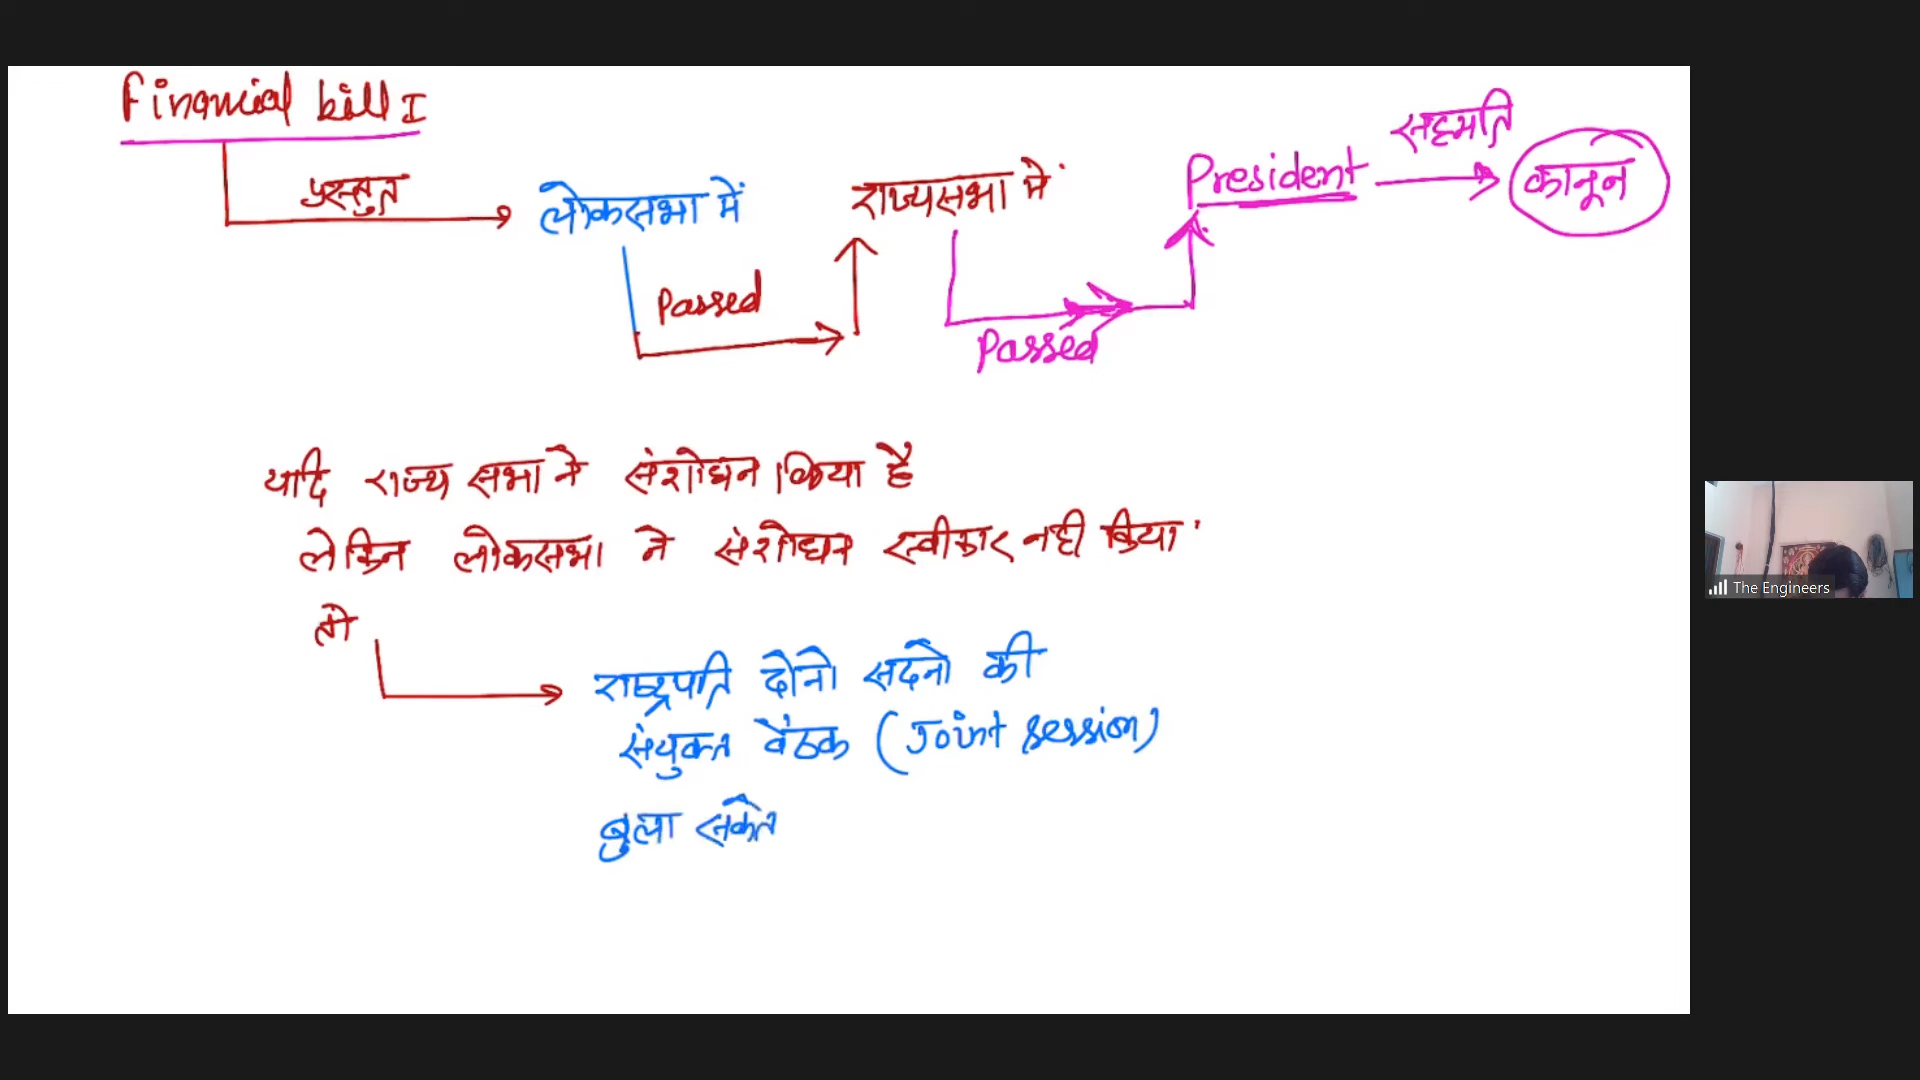 Financial bill I
प्रस्तुत
लोकसभा में
Passed
राज्यसभा में
Passed
President
सहमति
कानून
यदि राज्य सभा ने संशोधन किया है
लेकिन लोकसभा ने संशोधन स्वीकार नही किया
तो
राष्ट्रपति दोनो सदनो की
संयुक्त बैठक (Joint session)
बुला सकते
The Engineers